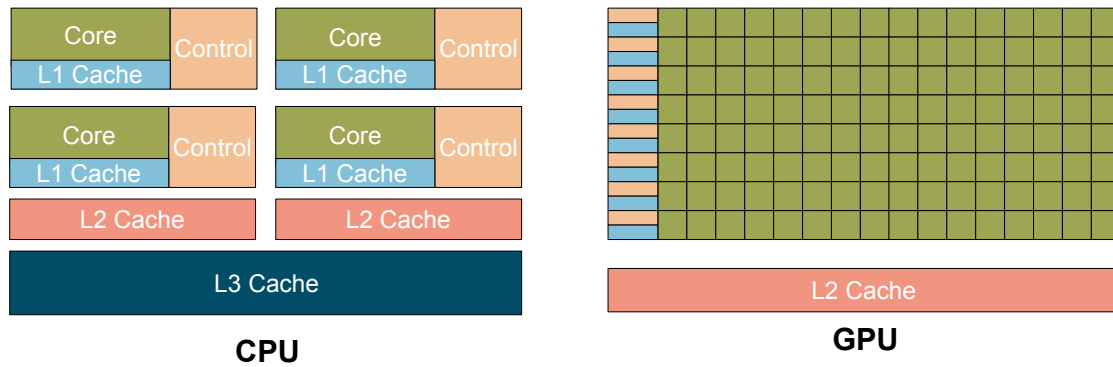 Core
Control
L1 Cache
Core
Control
L1 Cache
Core
Control
L1 Cache
Core
Control
L1 Cache
L2 Cache
L2 Cache
L3 Cache
CPU
L2 Cache
GPU